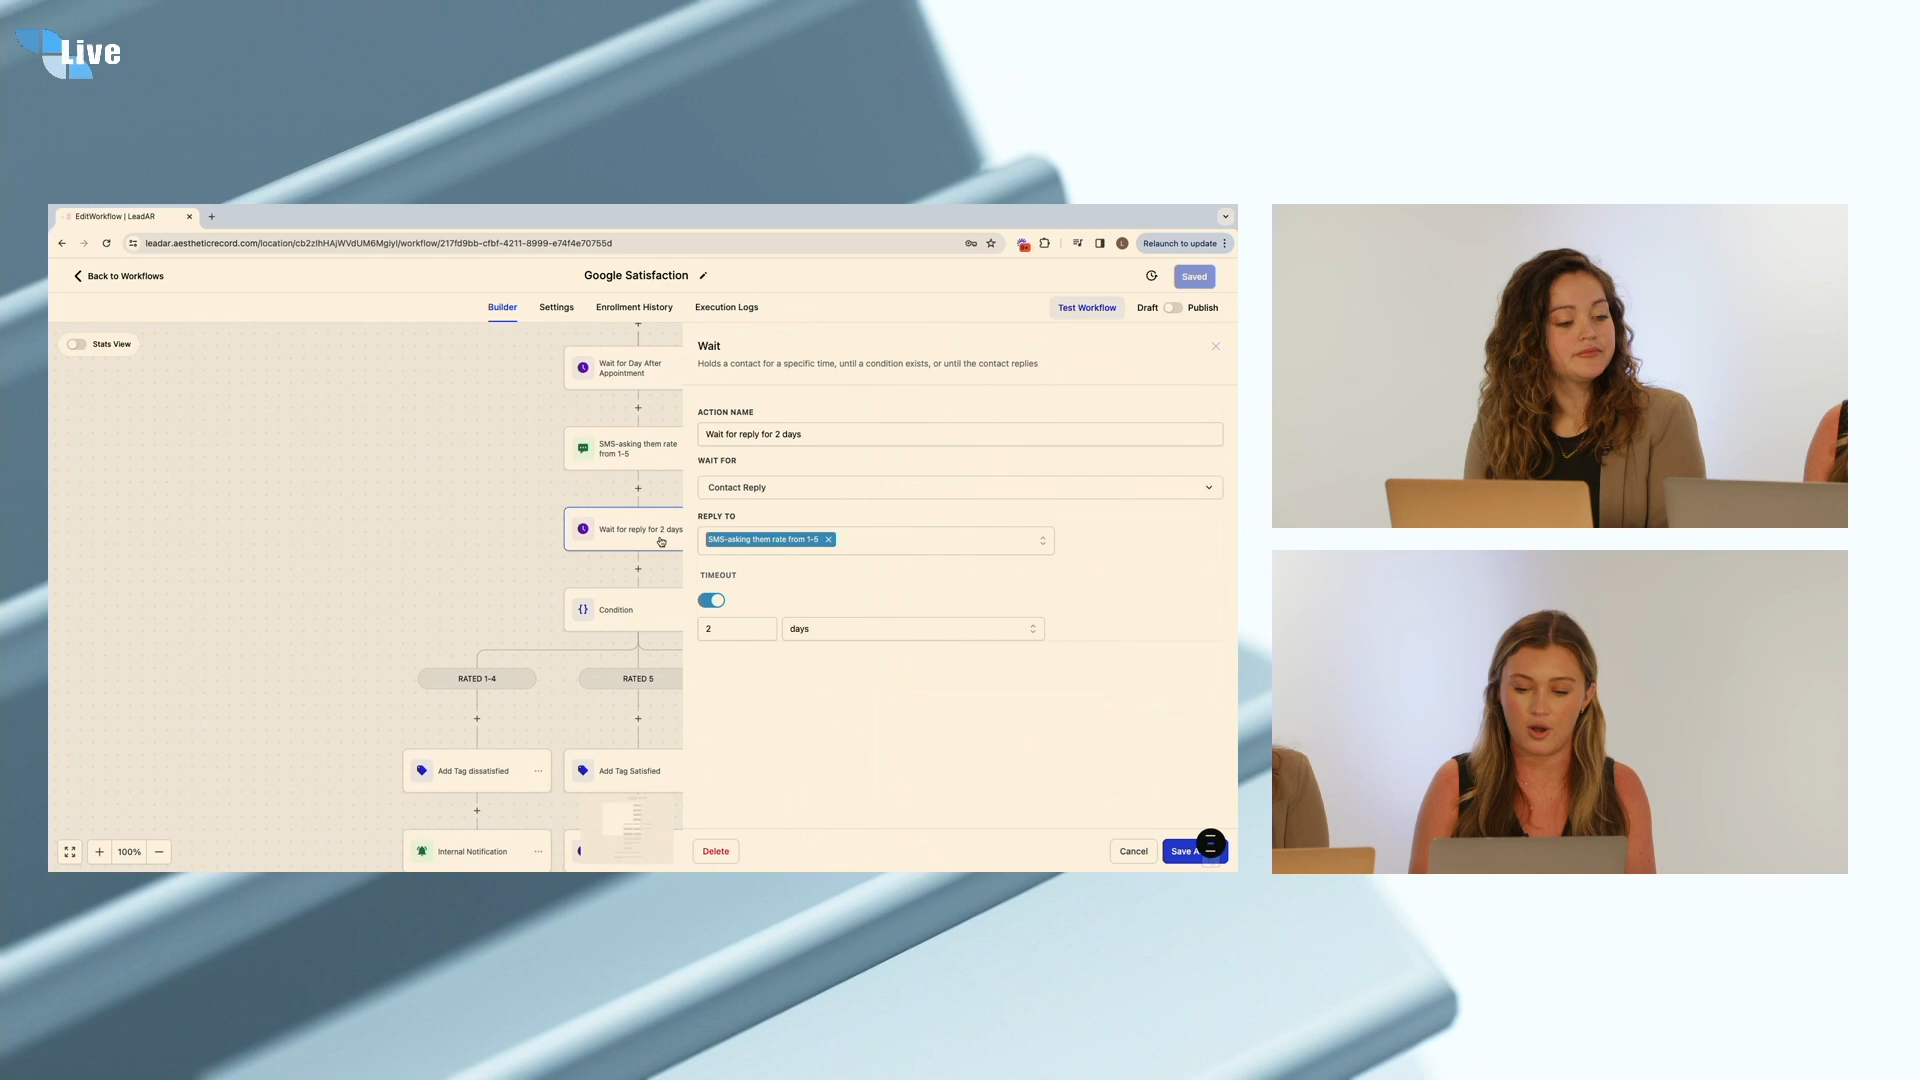 Live
EditWorkflow | LeadAR
leadar.aestheticrecord.com/location/cb2zlhHAjWVdUM6Mgiyl/workflow/217fd9bb-cfbf-4211-8999-e74f4e70755d
9+
L
Relaunch to update
Back to Workflows
Google Satisfaction
Saved
Builder
Settings
Enrollment History
Execution Logs
Test Workflow
Draft
Publish
Stats View
Wait for Day After
Appointment
SMS-asking them rate
from 1-5
Wait for reply for 2 days
Condition
RATED 1-4
RATED 5
Add Tag dissatisfied
Add Tag Satisfied
Internal Notification
100%
Wait
Holds a contact for a specific time, until a condition exists, or until the contact replies
ACTION NAME
Wait for reply for 2 days
WAIT FOR
Contact Reply
REPLY TO
SMS-asking them rate from 1-5
TIMEOUT
2
days
Delete
Cancel
Save A